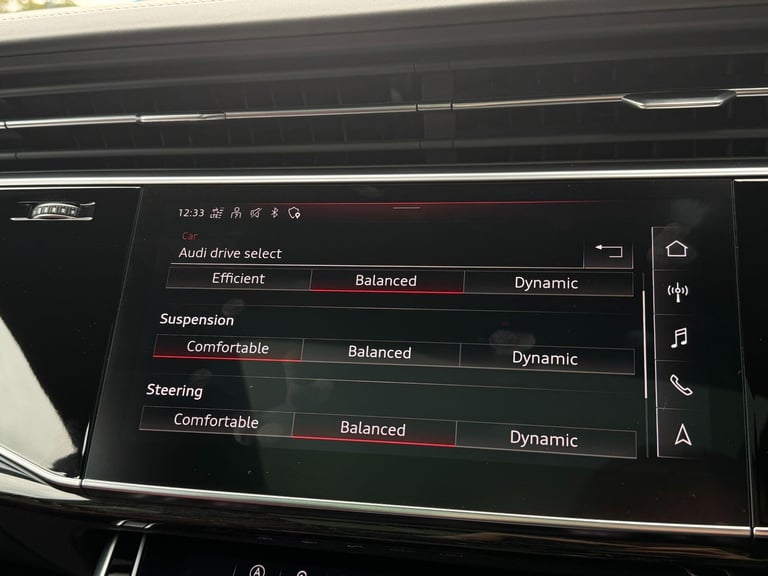 12:33
Car
Audi drive select
Efficient Balanced Dynamic
Suspension
Comfortable Balanced Dynamic
Steering
Comfortable Balanced Dynamic
A